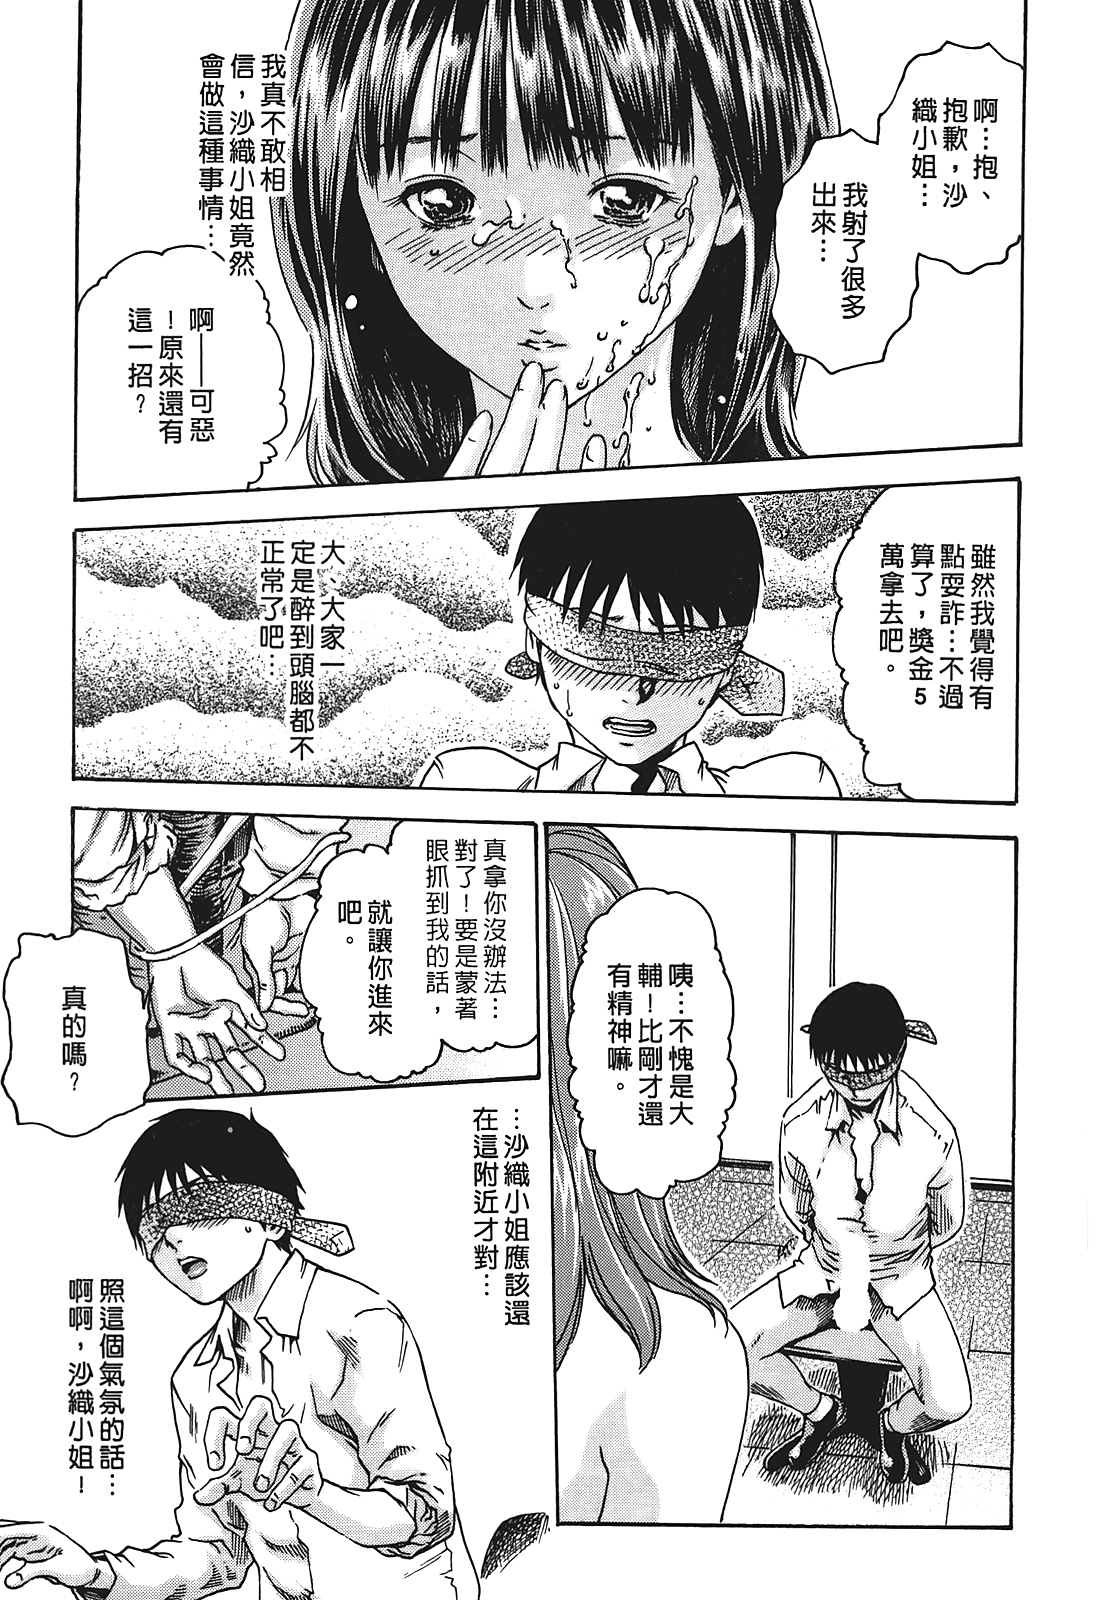 啊…抱、
抱歉，沙
織小姐…
我射了很多
出來…
我真不敢相
信，沙織小姐竟然
會做這種事情…
啊──可惡
！原來還有
這一招？
雖然我覺得有
點耍詐…不過
算了，獎金5
萬拿去吧。
大、大家一
定是醉到頭腦都不
正常了吧…
咦…不愧是大
輔！比剛才還
有精神嘛。
真拿你沒辦法…
對了！要是蒙著
眼抓到我的話，
就讓你進來
吧。
真的嗎？
…沙織小姐應該還
在這附近才對…
照這個氣氛的話…
啊啊，沙織小姐！